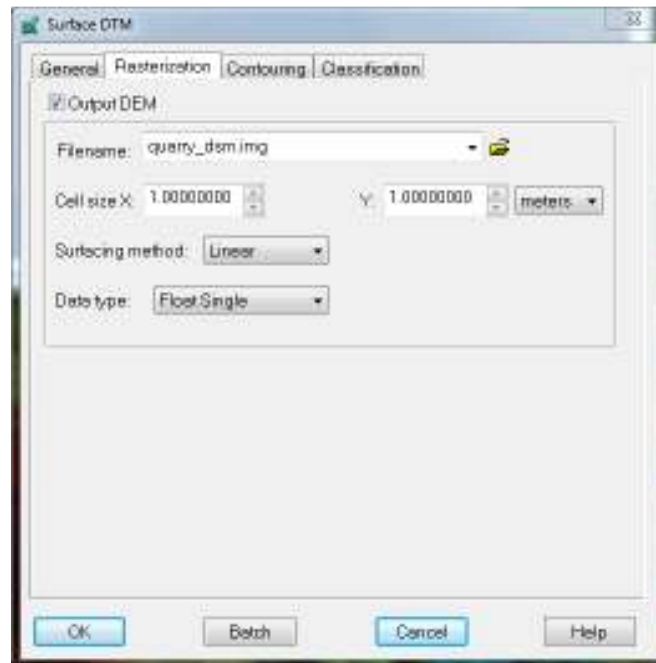 Surface DTM
General Rasterization Contouring Classification
Output DEM
Filename: quarry_dsm.img
Cell size X: 1.00000000 Y: 1.00000000 meters
Surfacing method: Linear
Data type: Float Single
OK Batch Cancel Help